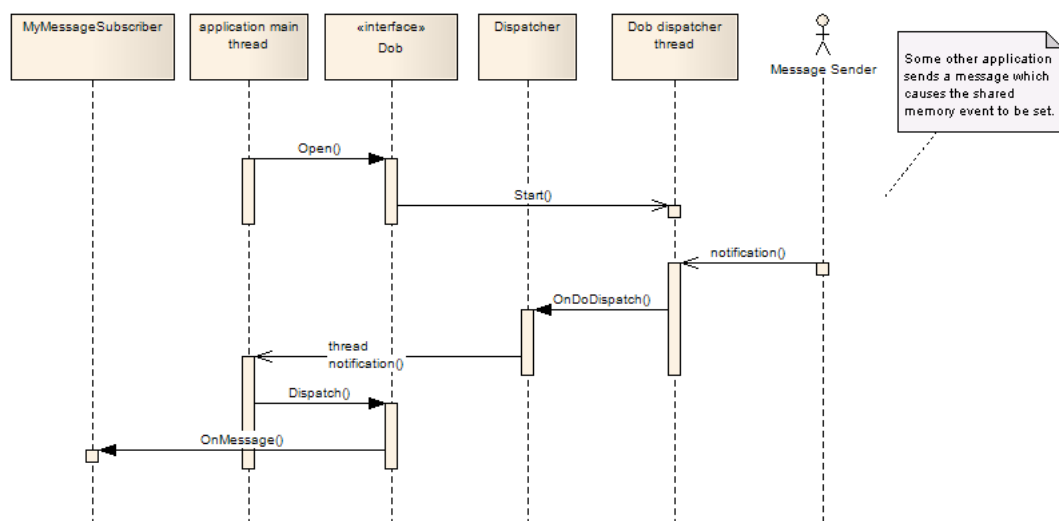 MyMessageSubscriber
application main
thread
«interface»
Dob
Dispatcher
Dob dispatcher
thread
Message Sender
Some other application
sends a message which
causes the shared
memory event to be set.
Open()
Start()
notification()
OnDoDispatch()
thread
notification()
Dispatch()
OnMessage()